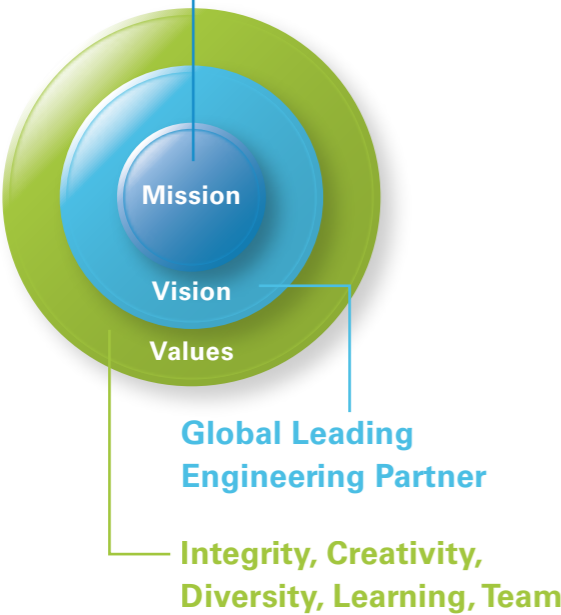 Mission
Vision
Values
Global Leading
Engineering Partner
Integrity, Creativity,
Diversity, Learning, Team